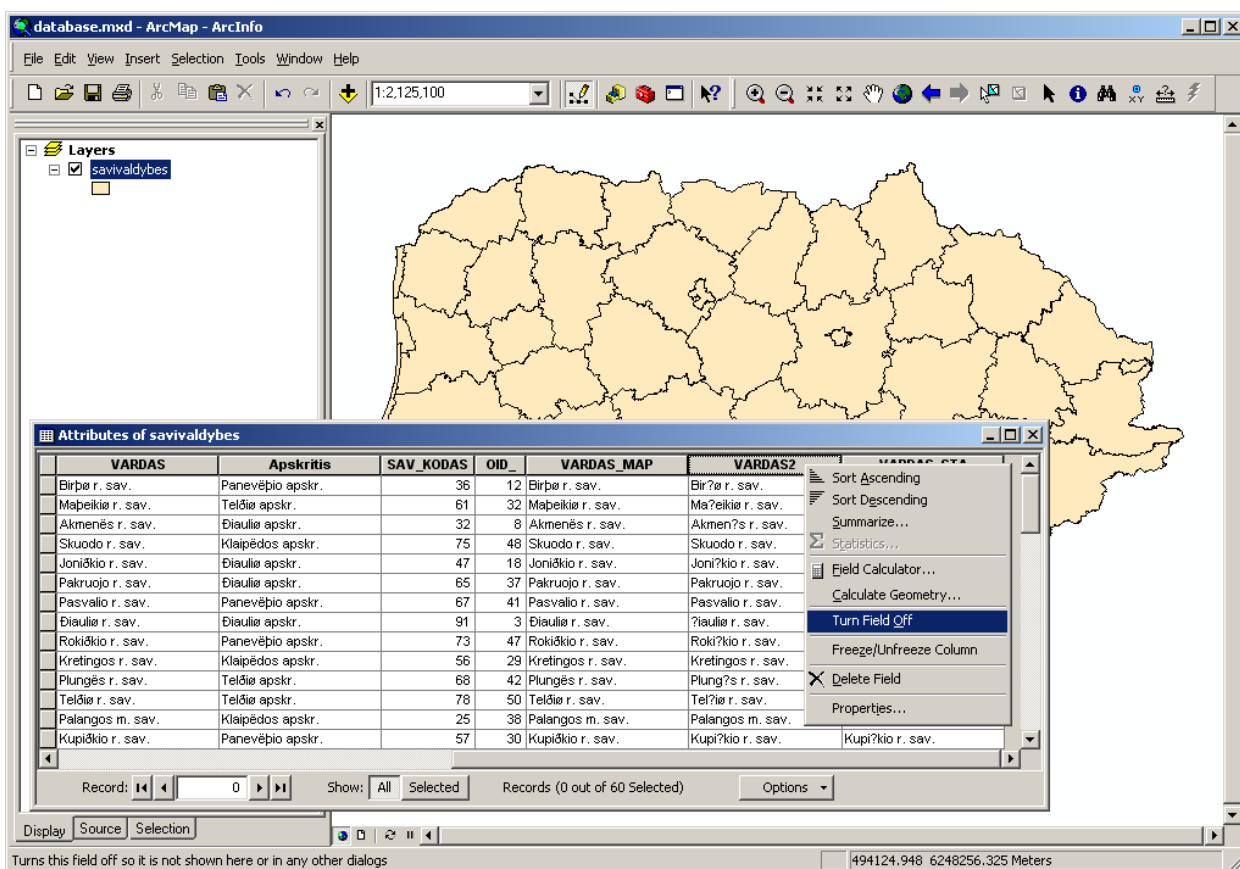 database.mxd - ArcMap - ArcInfo
File Edit View Insert Selection Tools Window Help
1:2,125,100
Layers
savivaldybes
Attributes of savivaldybes
VARDAS Apskritis SAV_KODAS OID_ VARDAS_MAP VARDAS2 VARDAS_STA
Birþø r. sav. Panevëþio apskr. 36 12 Birþø r. sav. Bir?ø r. sav.
Maþeikiø r. sav. Telðiø apskr. 61 32 Maþeikiø r. sav. Ma?eikiø r. sav.
Akmenës r. sav. Ðiauliø apskr. 32 8 Akmenës r. sav. Akmen?s r. sav.
Skuodo r. sav. Klaipëdos apskr. 75 48 Skuodo r. sav. Skuodo r. sav.
Joniðkio r. sav. Ðiauliø apskr. 47 18 Joniðkio r. sav. Joni?kio r. sav.
Pakruojo r. sav. Ðiauliø apskr. 65 37 Pakruojo r. sav. Pakruojo r. sav.
Pasvalio r. sav. Panevëþio apskr. 67 41 Pasvalio r. sav. Pasvalio r. sav.
Ðiauliø r. sav. Ðiauliø apskr. 91 3 Ðiauliø r. sav. ?iauliø r. sav.
Rokiðkio r. sav. Panevëþio apskr. 73 47 Rokiðkio r. sav. Roki?kio r. sav.
Kretingos r. sav. Klaipëdos apskr. 56 29 Kretingos r. sav. Kretingos r. sav.
Plungës r. sav. Telðiø apskr. 68 42 Plungës r. sav. Plung?s r. sav.
Telðiø r. sav. Telðiø apskr. 78 50 Telðiø r. sav. Tel?iø r. sav.
Palangos m. sav. Klaipëdos apskr. 25 38 Palangos m. sav. Palangos m. sav.
Kupiðkio r. sav. Panevëþio apskr. 57 30 Kupiðkio r. sav. Kupi?kio r. sav. Kupi?kio r. sav.
Sort Ascending
Sort Descending
Summarize...
Statistics...
Field Calculator...
Calculate Geometry...
Turn Field Off
Freeze/Unfreeze Column
Delete Field
Properties...
Record: 0 Show: All Selected Records (0 out of 60 Selected) Options
Display Source Selection
Turns this field off so it is not shown here or in any other dialogs 494124.948 6248256.325 Meters